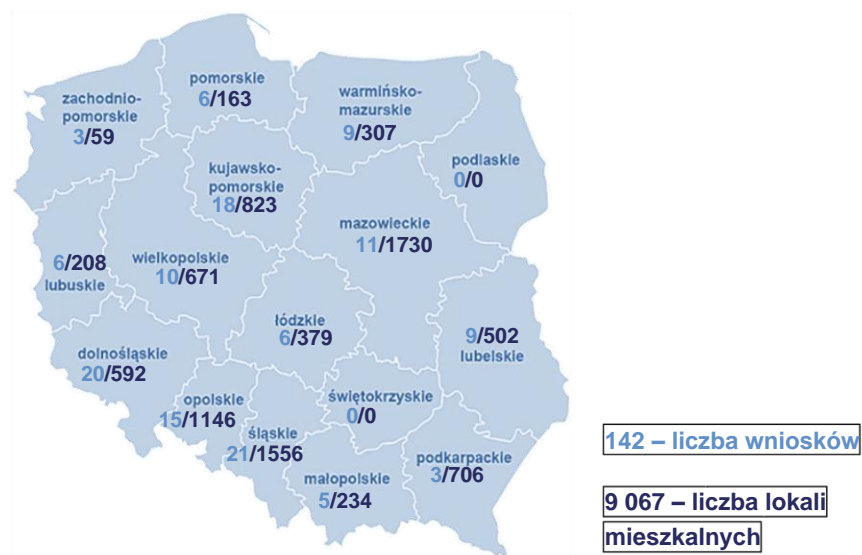 pomorskie
6/163
zachodnio-
pomorskie
3/59
warmińsko-
mazurskie
9/307
podlaskie
0/0
kujawsko-
pomorskie
18/823
mazowieckie
11/1730
6/208
lubuskie
wielkopolskie
10/671
łódzkie
6/379
9/502
lubelskie
dolnośląskie
20/592
opolskie
15/1146
śląskie
21/1556
świętokrzyskie
0/0
małopolskie
5/234
podkarpackie
3/706
142 – liczba wniosków
9 067 – liczba lokali
mieszkalnych